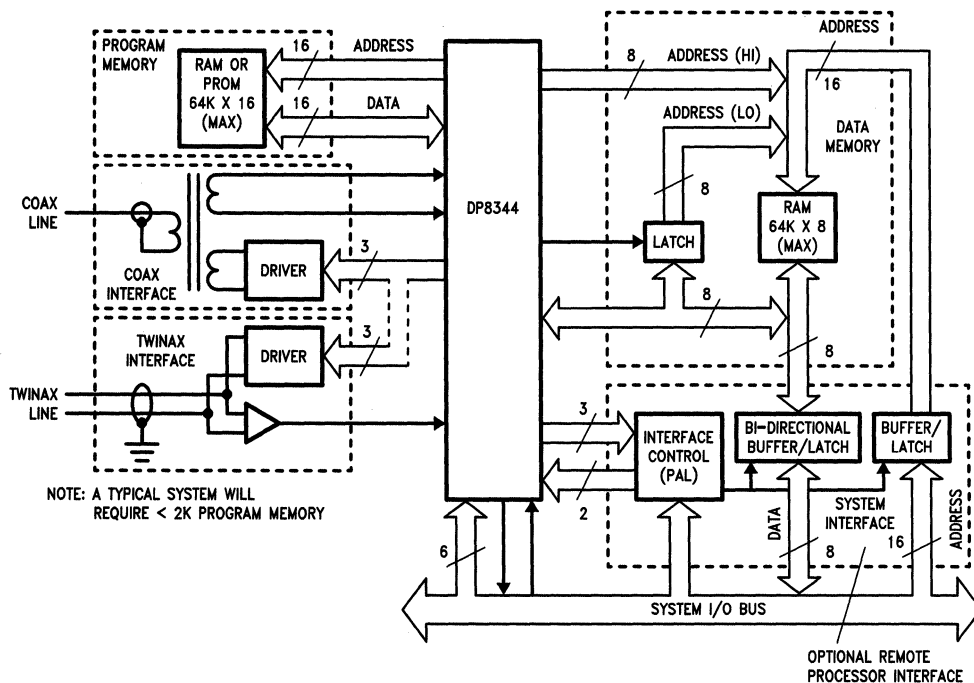 PROGRAM
MEMORY
RAM OR
PROM
64K X 16
(MAX)
16
ADDRESS
16
DATA
COAX
LINE
COAX
INTERFACE
DRIVER
3
TWINAX
INTERFACE
DRIVER
3
TWINAX
LINE
NOTE: A TYPICAL SYSTEM WILL
REQUIRE < 2K PROGRAM MEMORY
DP8344
8
ADDRESS (HI)
ADDRESS (LO)
8
LATCH
8
ADDRESS
16
DATA
MEMORY
RAM
64K X 8
(MAX)
8
3
2
INTERFACE
CONTROL
(PAL)
BI-DIRECTIONAL
BUFFER/LATCH
BUFFER/
LATCH
SYSTEM
INTERFACE
DATA
8
16
ADDRESS
6
SYSTEM I/O BUS
OPTIONAL REMOTE
PROCESSOR INTERFACE